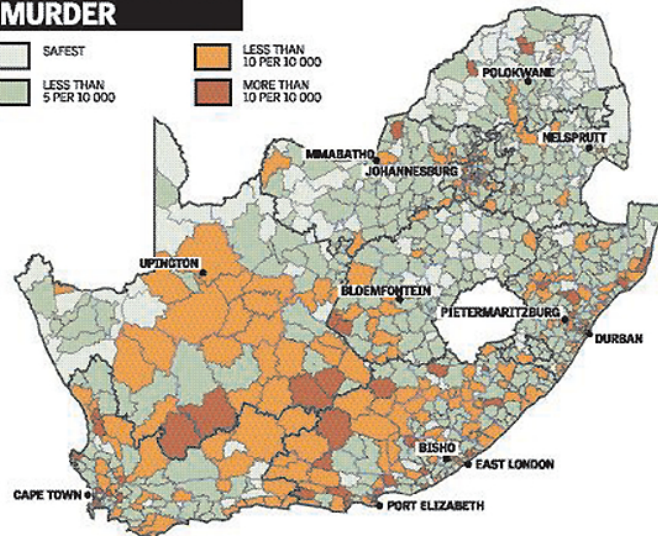 MURDER
SAFEST
LESS THAN
5 PER 10 000
LESS THAN
10 PER 10 000
MORE THAN
10 PER 10 000
POLOKWANE
NELSPRUIT
MMABATHO
JOHANNESBURG
UPINGTON
BLOEMFONTEIN
PIETERMARITZBURG
DURBAN
BISHO
EAST LONDON
CAPE TOWN
PORT ELIZABETH